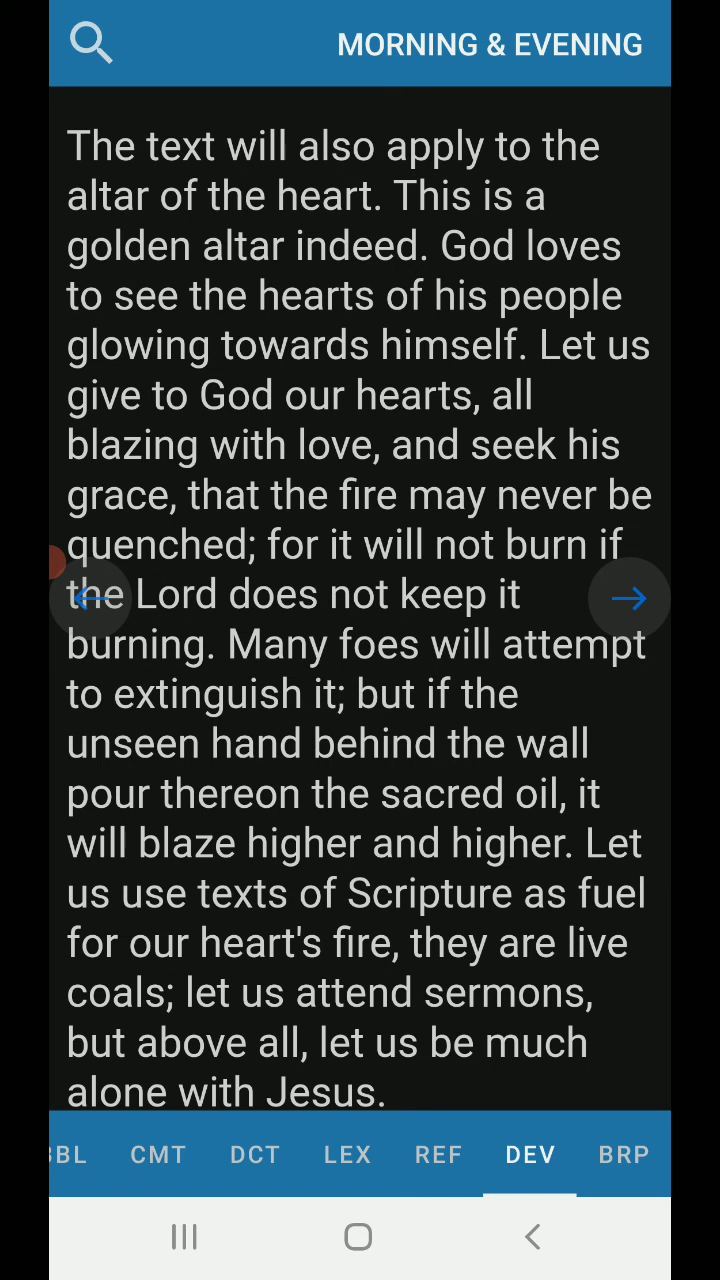 MORNING & EVENING
The text will also apply to the
altar of the heart. This is a
golden altar indeed. God loves
to see the hearts of his people
glowing towards himself. Let us
give to God our hearts, all
blazing with love, and seek his
grace, that the fire may never be
quenched; for it will not burn if
the Lord does not keep it
burning. Many foes will attempt
to extinguish it; but if the
unseen hand behind the wall
pour thereon the sacred oil, it
will blaze higher and higher. Let
us use texts of Scripture as fuel
for our heart's fire, they are live
coals; let us attend sermons,
but above all, let us be much
alone with Jesus.
BBL CMT DCT LEX REF DEV BRP